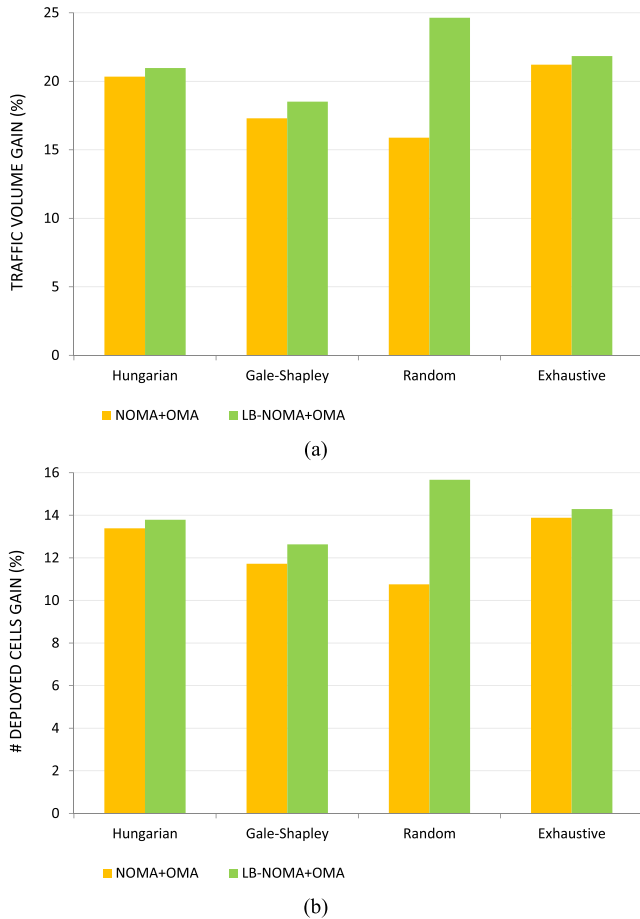 TRAFFIC VOLUME GAIN (%)
25
20
15
10
5
0
Hungarian Gale-Shapley Random Exhaustive
NOMA+OMA LB-NOMA+OMA
(a)
# DEPLOYED CELLS GAIN (%)
16
14
12
10
8
6
4
2
0
Hungarian Gale-Shapley Random Exhaustive
NOMA+OMA LB-NOMA+OMA
(b)